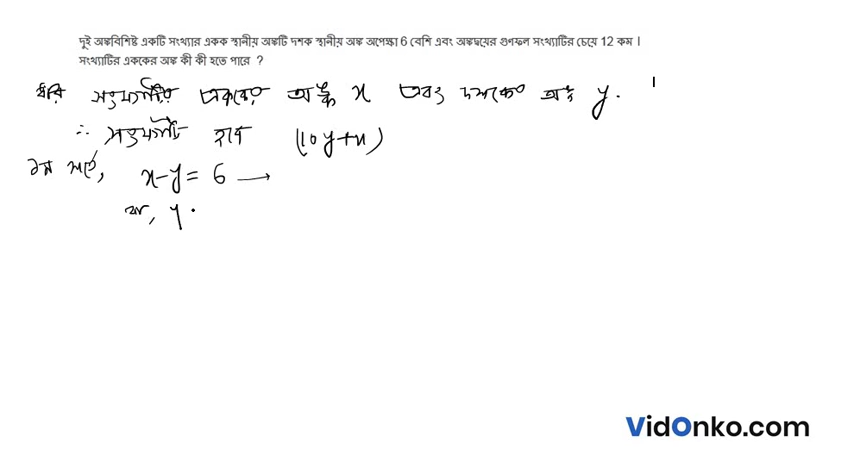 দুই অঙ্কবিশিষ্ট একটি সংখ্যার একক স্থানীয় অঙ্কটি দশক স্থানীয় অঙ্ক অপেক্ষা 6 বেশি এবং অঙ্কদ্বয়ের গুণফল সংখ্যাটির চেয়ে 12 কম ।
সংখ্যাটির এককের অঙ্ক কী কী হতে পারে ?
ধরি সংখ্যাটির এককের অঙ্ক x এবং দশকের অঙ্ক y. ।
∴ সংখ্যাটি হবে (10y+x)
১ম শর্তে, x-y=6 →
বা, y
VidOnko.com